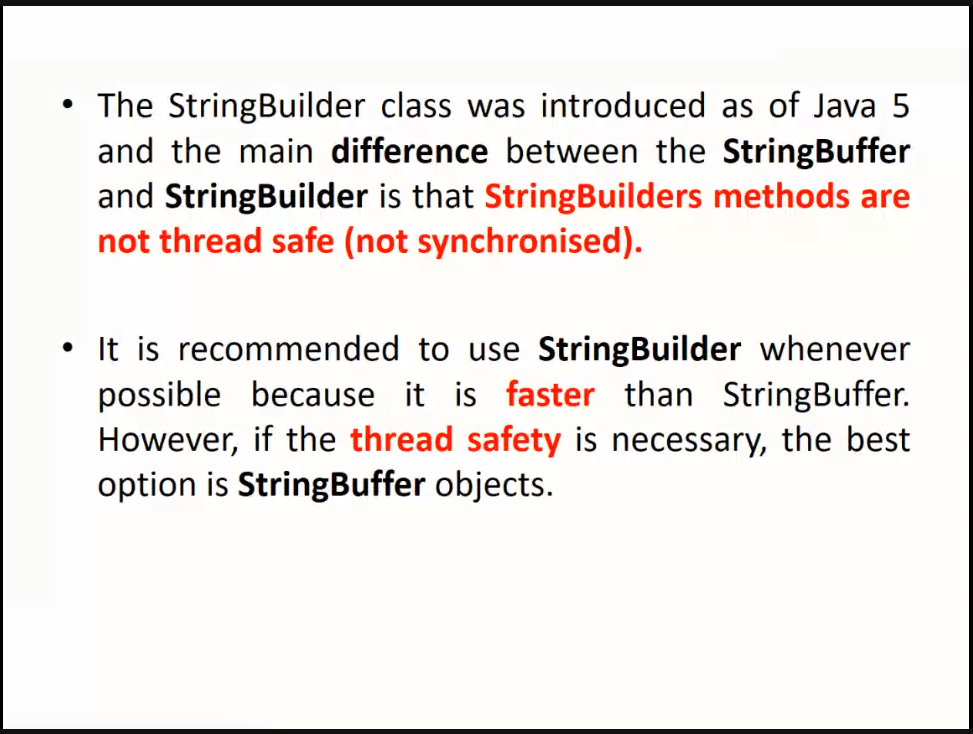 • The StringBuilder class was introduced as of Java 5
and the main difference between the StringBuffer
and StringBuilder is that StringBuilders methods are
not thread safe (not synchronised).
• It is recommended to use StringBuilder whenever
possible because it is faster than StringBuffer.
However, if the thread safety is necessary, the best
option is StringBuffer objects.